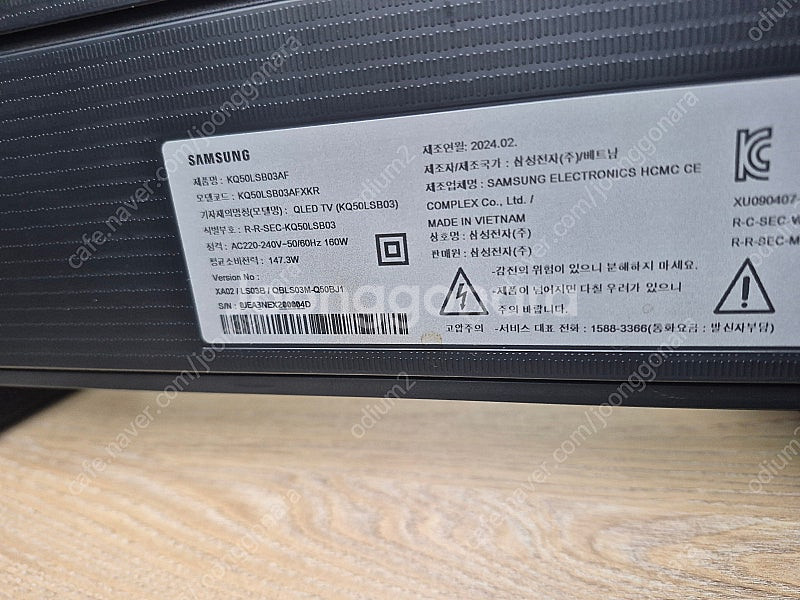 SAMSUNG
제품명 : KQ50LSB03AF
모델코드 : KQ50LSB03AFXKR
기자재의명칭(모델명) : QLED TV (KQ50LSB03)
식별부호 : R-R-SEC-KQ50LSB03
정격 : AC220-240V~50/60Hz 160W
평균소비전력 : 147.3W
Version No :
XA02 / LS03B / QBLS03M-Q50BJ1
S/N :
제조연월: 2024.02.
제조자/제조국가 : 삼성전자(주)/베트남
제조업체명 : SAMSUNG ELECTRONICS HCMC CE
COMPLEX Co., Ltd. /
MADE IN VIETNAM
상호명 : 삼성전자(주)
판매원 : 삼성전자(주)
-감전의 위험이 있으니 분해하지 마세요.
-제품이 넘어지면 다칠 우려가 있으니
주의 바랍니다.
고압주의
-서비스 대표 전화 : 1588-3366(통화요금 : 발신자부담)
XU090407-
R-C-SEC-
R-R-SEC-M
joonggonara
cafe.naver.com/joonggonara
odium2